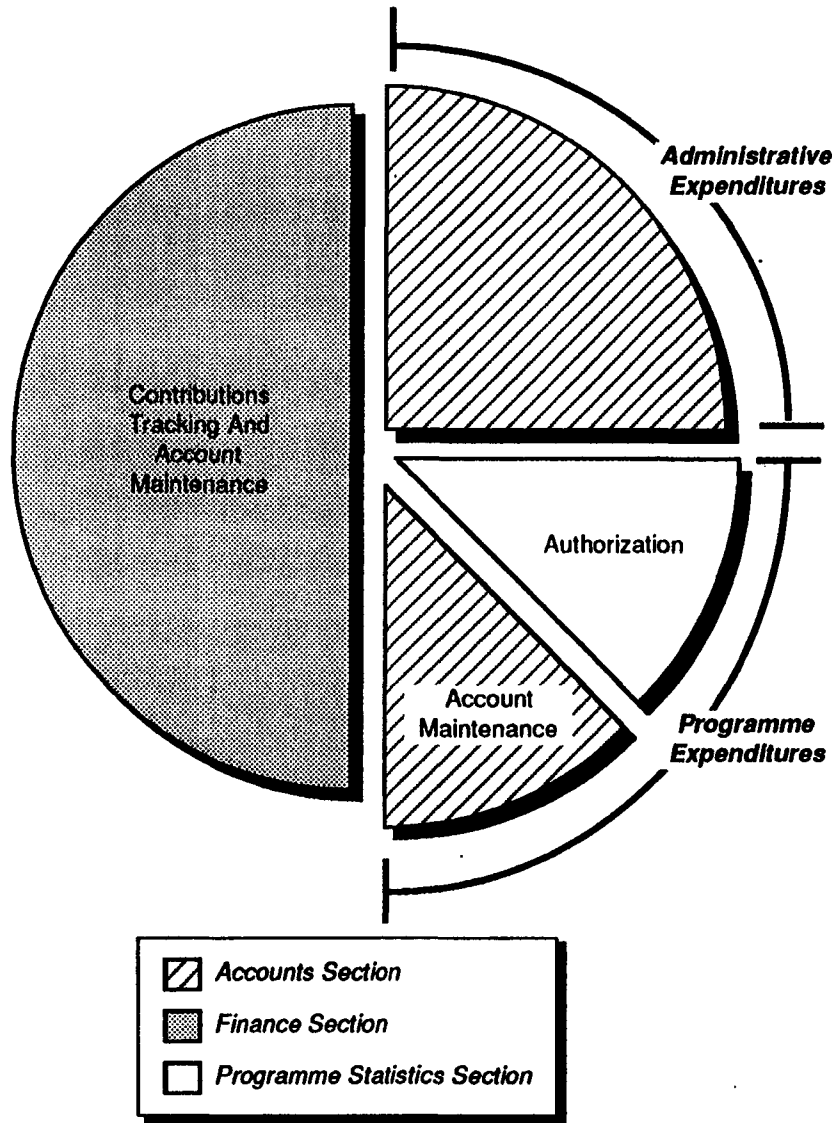 Administrative
Expenditures
Contributions
Tracking And
Account
Maintenance
Authorization
Account
Maintenance
Programme
Expenditures
Accounts Section
Finance Section
Programme Statistics Section